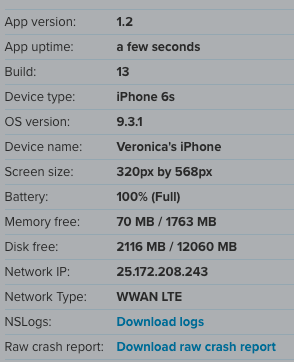 App version: 1.2
App uptime: a few seconds
Build: 13
Device type: iPhone 6s
OS version: 9.3.1
Device name: Veronica's iPhone
Screen size: 320px by 568px
Battery: 100% (Full)
Memory free: 70 MB / 1763 MB
Disk free: 2116 MB / 12060 MB
Network IP: 25.172.208.243
Network Type: WWAN LTE
NSLogs: Download logs
Raw crash report: Download raw crash report